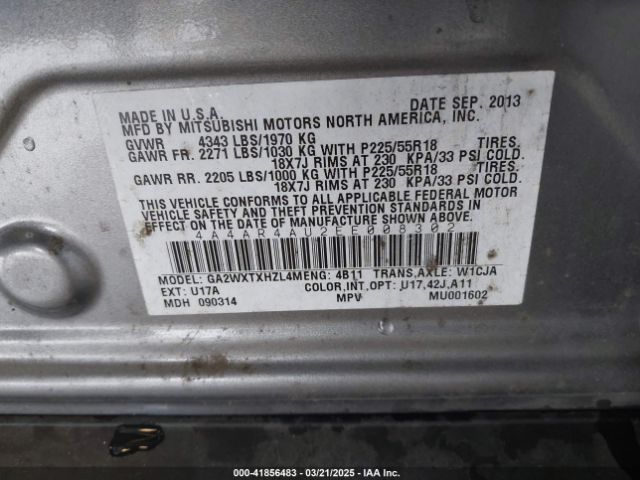 MADE IN U.S.A. DATE SEP. 2013
MFD BY MITSUBISHI MOTORS NORTH AMERICA, INC.
GVWR 4343 LBS/1970 KG
GAWR FR. 2271 LBS/1030 KG WITH P225/55R18 TIRES,
18X7J RIMS AT 230 KPA/33 PSI COLD.
GAWR RR. 2205 LBS/1000 KG WITH P225/55R18 TIRES,
18X7J RIMS AT 230 KPA/33 PSI COLD.
THIS VEHICLE CONFORMS TO ALL APPLICABLE FEDERAL MOTOR
VEHICLE SAFETY AND THEFT PREVENTION STANDARDS IN
EFFECT ON THE DATE OF MANUFACTURE SHOWN ABOVE.
MODEL: GA2WXTXHZL4M ENG: 4B11 TRANS,AXLE: W1CJA
EXT: U17A COLOR,INT,OPT: U17,42J,A11
MDH 090314 MPV MU001602
(IN) 41856483 — 03/21/2025 — IAA Inc.